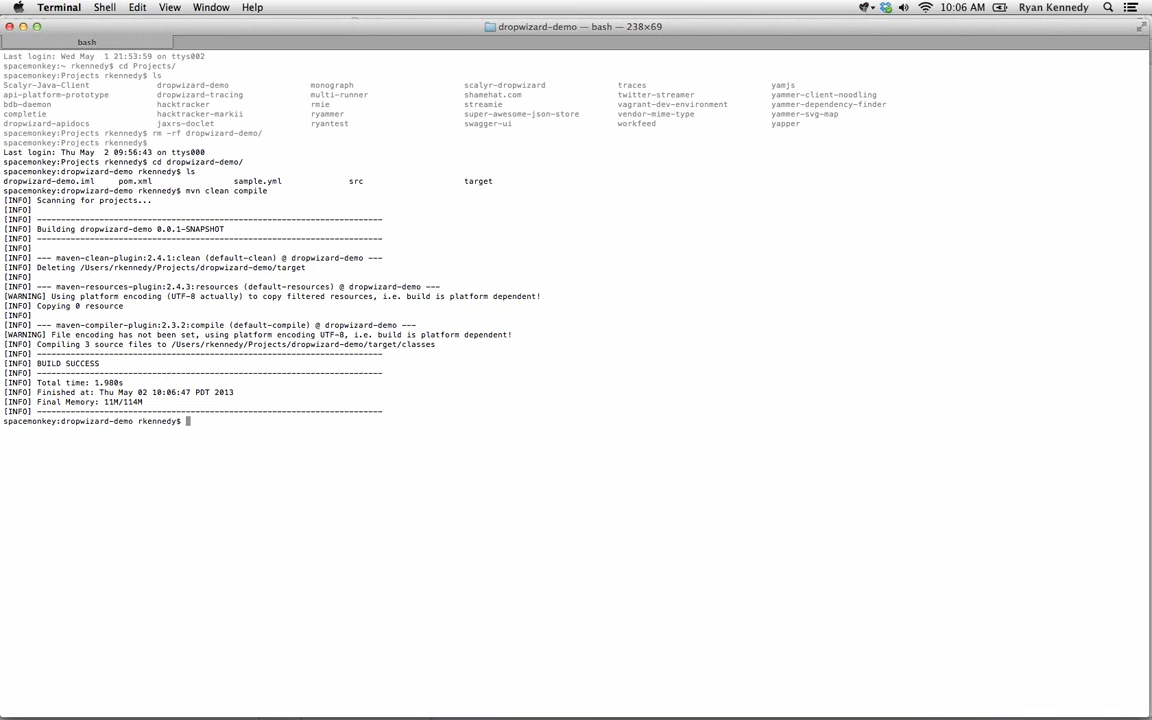 Terminal Shell Edit View Window Help 10:06 AM Ryan Kennedy
dropwizard-demo — bash — 238×69
bash
Last login: Wed May  1 21:53:59 on ttys002
spacemonkey:~ rkennedy$ cd Projects/
spacemonkey:Projects rkennedy$ ls
Scalyr-Java-Client dropwizard-demo monograph scalyr-dropwizard traces yamjs
api-platform-prototype dropwizard-tracing multi-runner shamehat.com twitter-streamer yammer-client-noodling
bdb-daemon hacktracker rmie streamie vagrant-dev-environment yammer-dependency-finder
completie hacktracker-markii ryammer super-awesome-json-store vendor-mime-type yammer-svg-map
dropwizard-apidocs jaxrs-doclet ryantest swagger-ui workfeed yapper
spacemonkey:Projects rkennedy$ rm -rf dropwizard-demo/
spacemonkey:Projects rkennedy$
Last login: Thu May  2 09:56:43 on ttys000
spacemonkey:Projects rkennedy$ cd dropwizard-demo/
spacemonkey:dropwizard-demo rkennedy$ ls
dropwizard-demo.iml pom.xml sample.yml src target
spacemonkey:dropwizard-demo rkennedy$ mvn clean compile
[INFO] Scanning for projects...
[INFO]
[INFO] ------------------------------------------------------------------------
[INFO] Building dropwizard-demo 0.0.1-SNAPSHOT
[INFO] ------------------------------------------------------------------------
[INFO]
[INFO] --- maven-clean-plugin:2.4.1:clean (default-clean) @ dropwizard-demo ---
[INFO] Deleting /Users/rkennedy/Projects/dropwizard-demo/target
[INFO]
[INFO] --- maven-resources-plugin:2.4.3:resources (default-resources) @ dropwizard-demo ---
[WARNING] Using platform encoding (UTF-8 actually) to copy filtered resources, i.e. build is platform dependent!
[INFO] Copying 0 resource
[INFO]
[INFO] --- maven-compiler-plugin:2.3.2:compile (default-compile) @ dropwizard-demo ---
[WARNING] File encoding has not been set, using platform encoding UTF-8, i.e. build is platform dependent!
[INFO] Compiling 3 source files to /Users/rkennedy/Projects/dropwizard-demo/target/classes
[INFO] ------------------------------------------------------------------------
[INFO] BUILD SUCCESS
[INFO] ------------------------------------------------------------------------
[INFO] Total time: 1.980s
[INFO] Finished at: Thu May 02 10:06:47 PDT 2013
[INFO] Final Memory: 11M/114M
[INFO] ------------------------------------------------------------------------
spacemonkey:dropwizard-demo rkennedy$